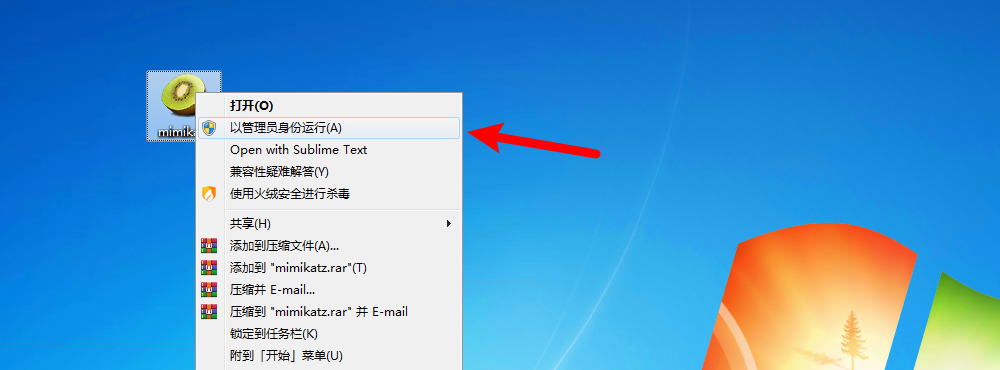 打开(O)
以管理员身份运行(A)
Open with Sublime Text
兼容性疑难解答(Y)
使用火绒安全进行杀毒
共享(H)
添加到压缩文件(A)...
添加到 "mimikatz.rar"(T)
压缩并 E-mail...
压缩到 "mimikatz.rar" 并 E-mail
锁定到任务栏(K)
附到「开始」菜单(U)